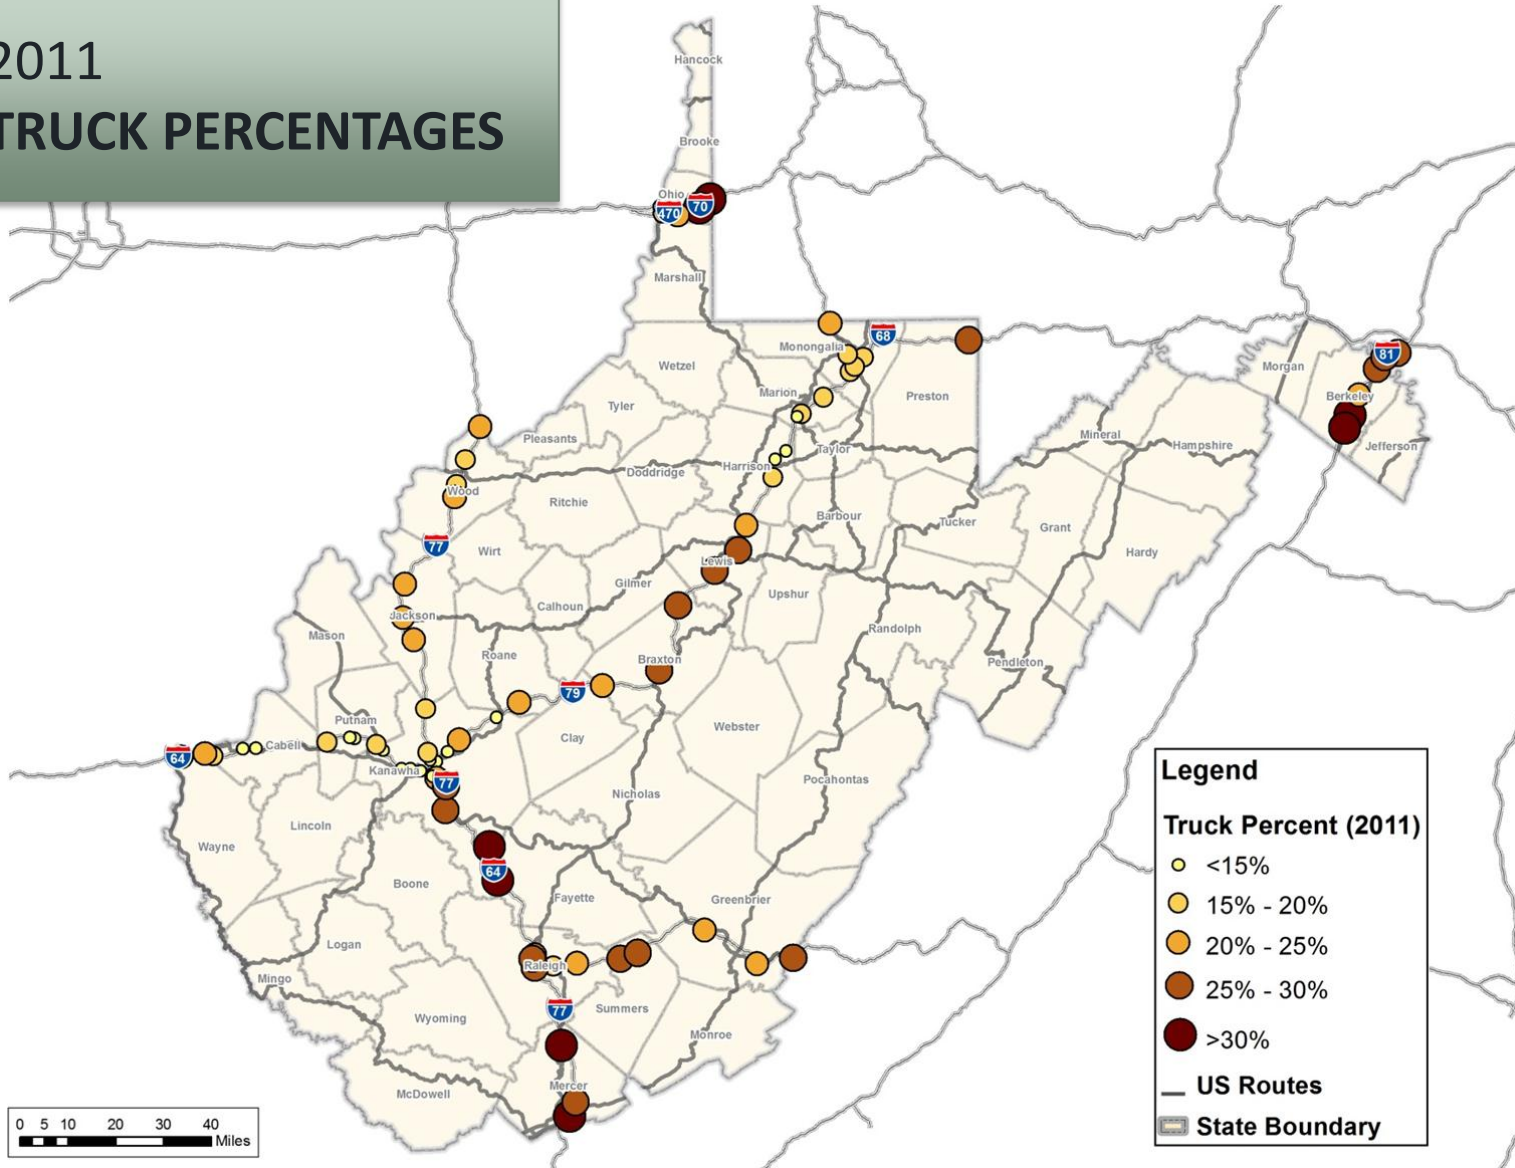 2011
TRUCK PERCENTAGES
Hancock
Brooke
Ohio
470
70
Marshall
68
Monongalia
81
Morgan
Wetzel
Marion
Preston
Berkeley
Tyler
Pleasants
Mineral
Hampshire
Jefferson
Taylor
Doddridge
Harrison
Wood
Ritchie
Barbour
Tucker
Grant
77
Wirt
Hardy
Lewis
Gilmer
Upshur
Calhoun
Jackson
Mason
Randolph
Roane
Braxton
Pendleton
79
Putnam
Webster
Clay
Cabell
64
Kanawha
77
Pocahontas
Nicholas
Lincoln
Wayne
64
Boone
Fayette
Greenbrier
Logan
Raleigh
Mingo
77
Summers
Wyoming
Monroe
Mercer
McDowell
Legend
Truck Percent (2011)
<15%
15% - 20%
20% - 25%
25% - 30%
>30%
US Routes
State Boundary
0 5 10 20 30 40
Miles